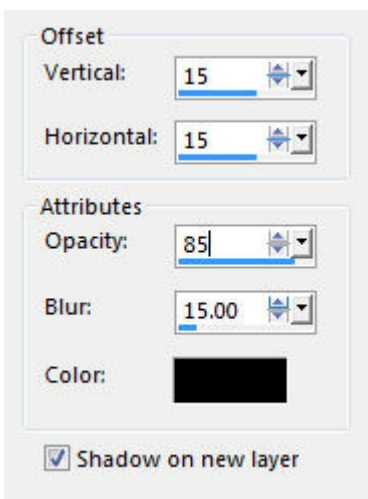 Offset
Vertical: 15
Horizontal: 15
Attributes
Opacity: 85
Blur: 15.00
Color:
Shadow on new layer